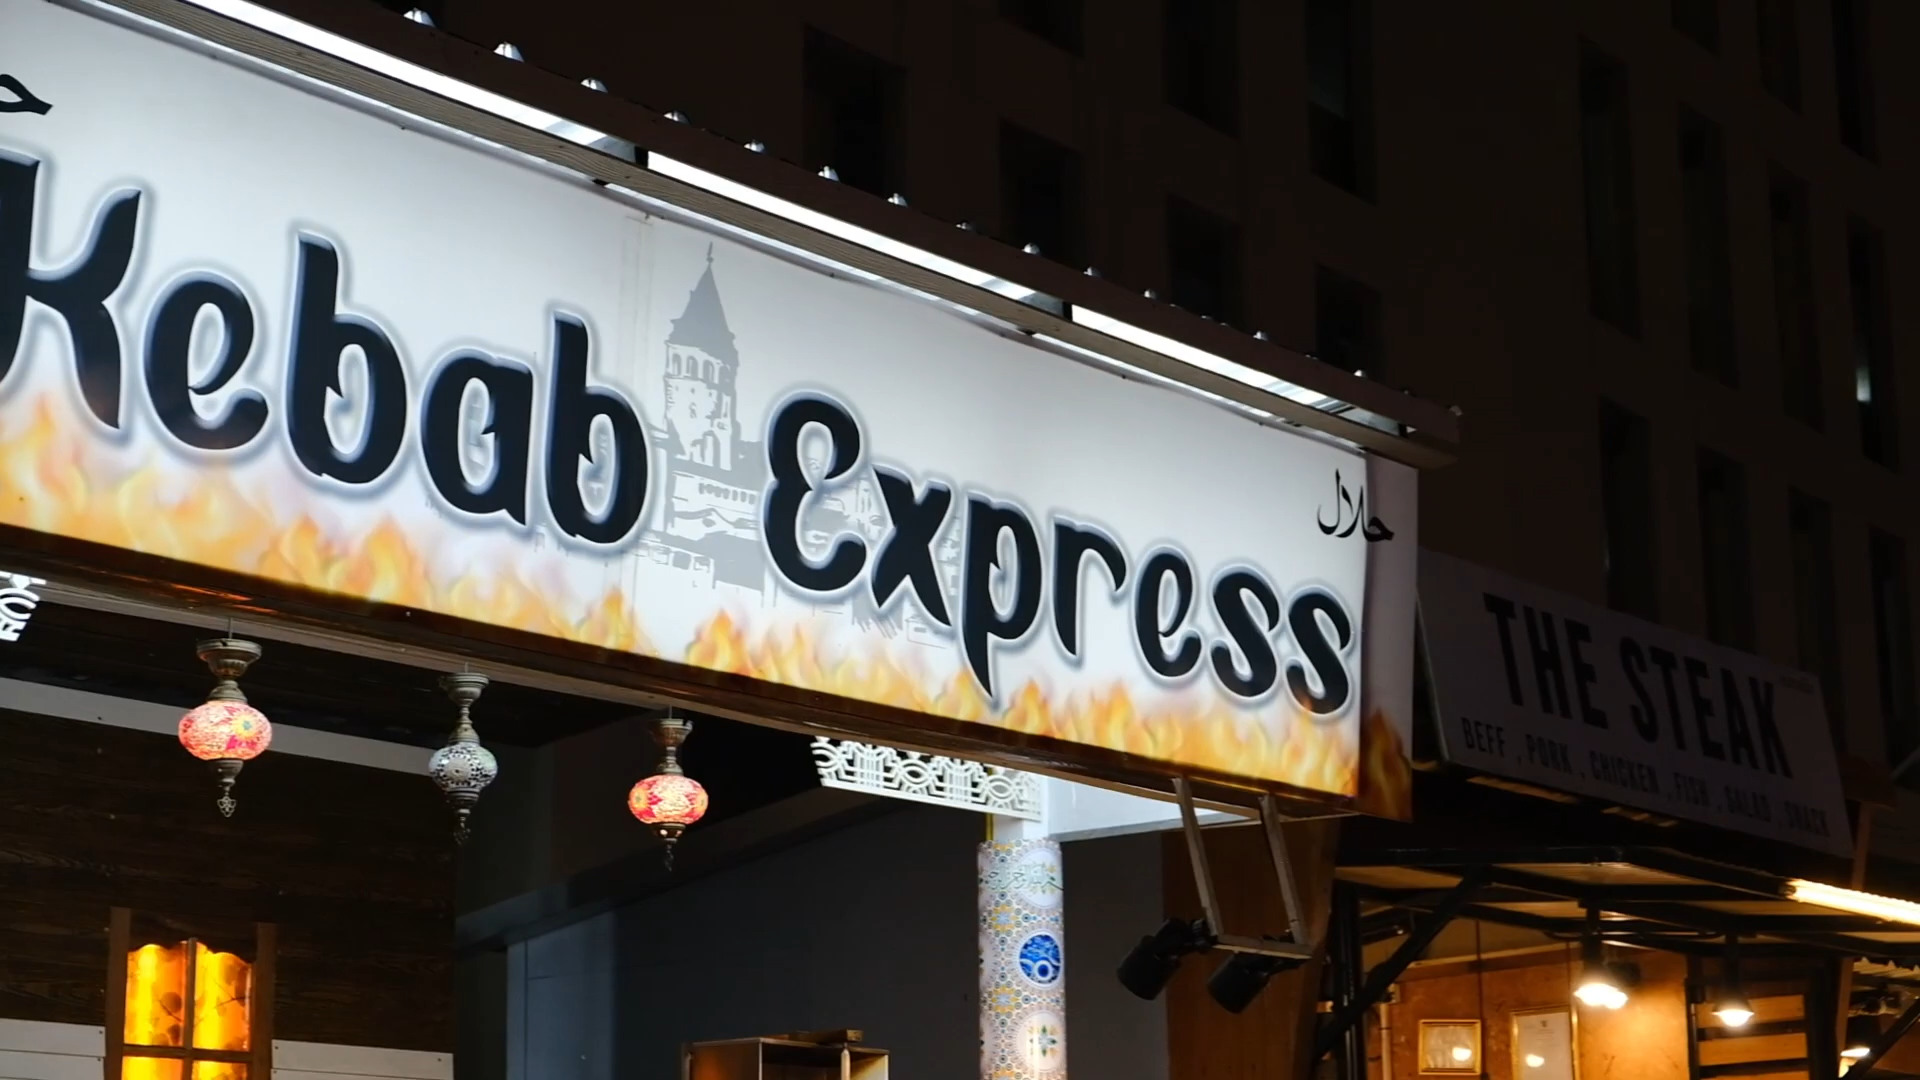 Kebab Express
حلال
THE STEAK
BEFF , PORK , CHICKEN , FISH , SALAD , SNACK